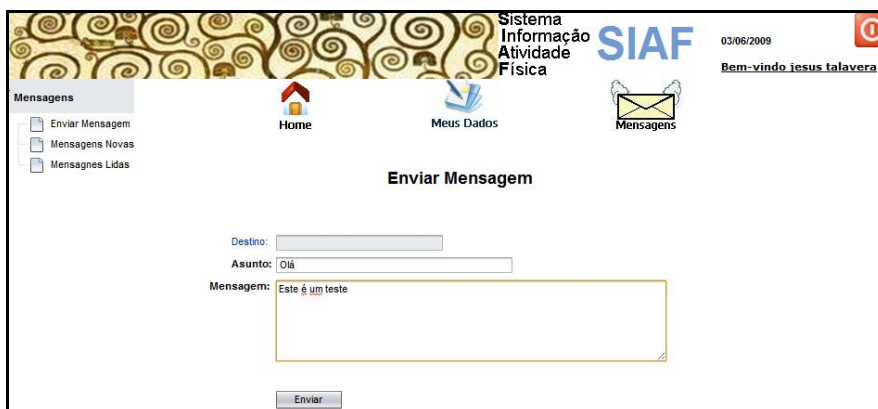 Sistema
Informação
Atividade
Física
SIAF
03/06/2009
Bem-vindo jesus talavera
Mensagens
Enviar Mensagem
Mensagens Novas
Mensagnes Lidas
Home
Meus Dados
Mensagens
Enviar Mensagem
Destino:
Asunto: Olá
Mensagem: Este é um teste
Enviar